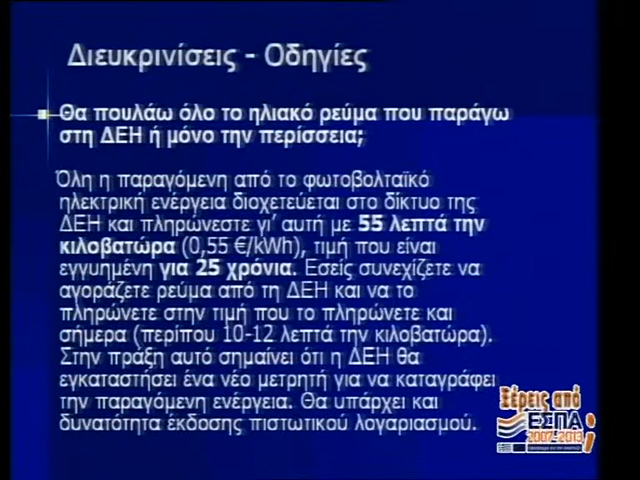 Διευκρινίσεις - Οδηγίες
Θα πουλάω όλο το ηλιακό ρεύμα που παράγω
στη ΔΕΗ ή μόνο την περίσσεια;
Όλη η παραγόμενη από το φωτοβολταϊκό
ηλεκτρική ενέργεια διοχετεύεται στο δίκτυο της
ΔΕΗ και πληρώνεστε γι' αυτή με 55 λεπτά την
κιλοβατώρα (0,55 €/kWh), τιμή που είναι
εγγυημένη για 25 χρόνια. Εσείς συνεχίζετε να
αγοράζετε ρεύμα από τη ΔΕΗ και να το
πληρώνετε στην τιμή που το πληρώνετε και
σήμερα (περίπου 10-12 λεπτά την κιλοβατώρα).
Στην πράξη αυτό σημαίνει ότι η ΔΕΗ θα
εγκαταστήσει ένα νέο μετρητή για να καταγράφει
την παραγόμενη ενέργεια. Θα υπάρχει και
δυνατότητα έκδοσης πιστωτικού λογαριασμού.
Ξέρεις από
ΕΣΠΑ
2007-2013